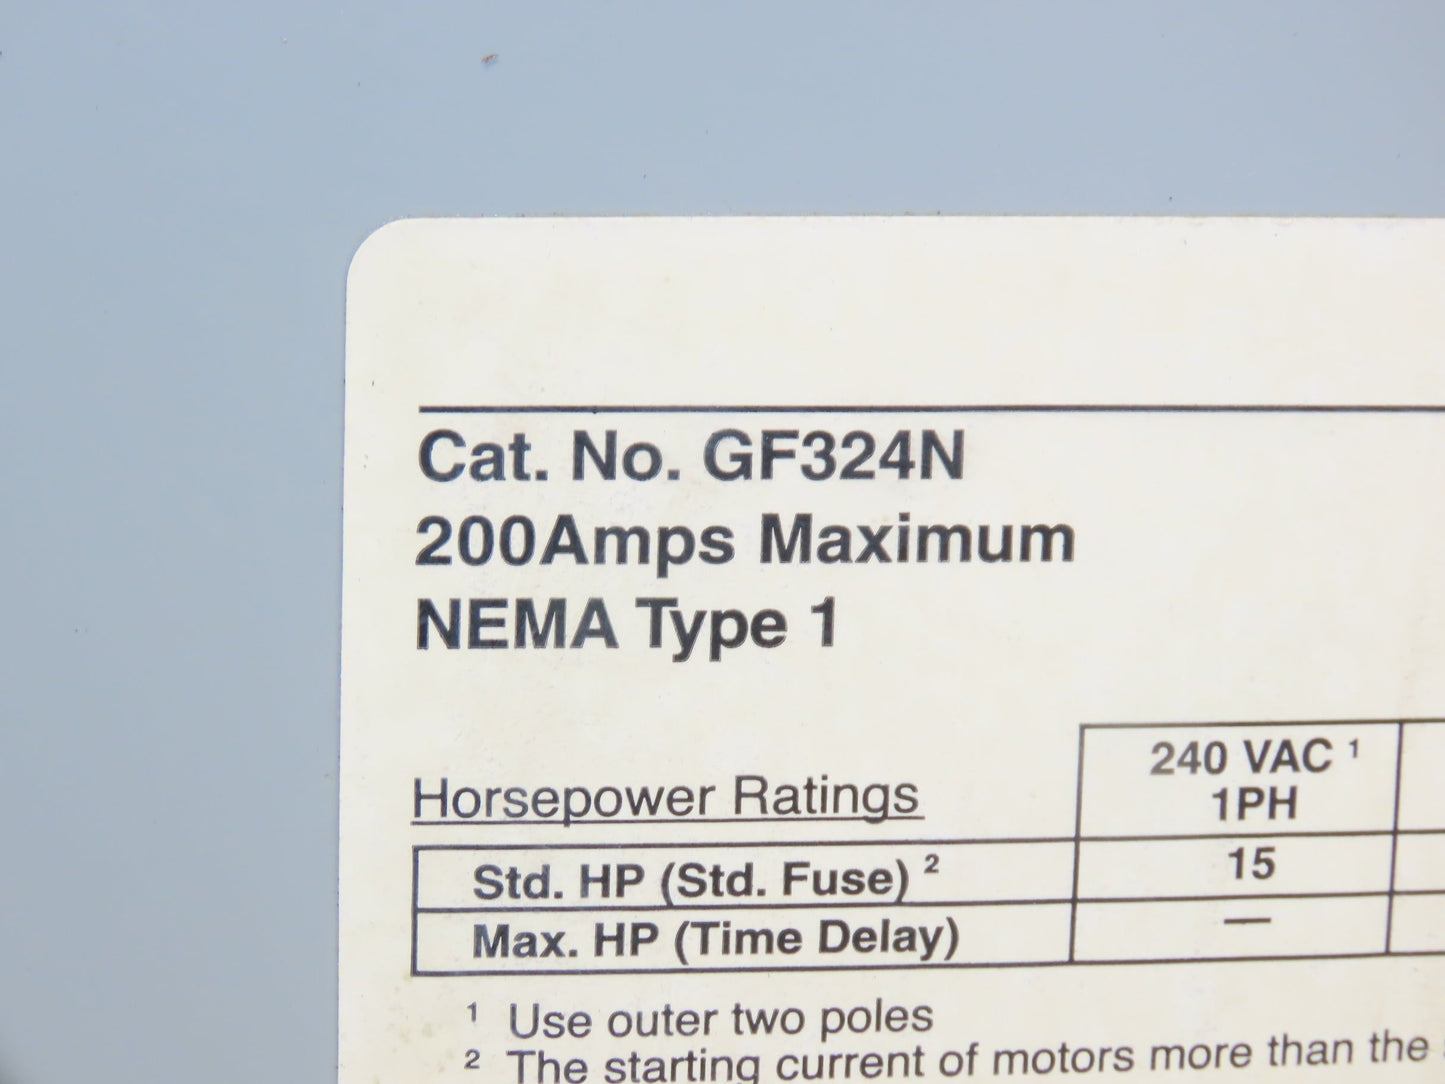 Cat. No. GF324N
200Amps Maximum
NEMA Type 1
240 VAC ¹
1PH
Horsepower Ratings
Std. HP (Std. Fuse) ² 15
Max. HP (Time Delay) —
¹ Use outer two poles
² The starting current of motors more than the